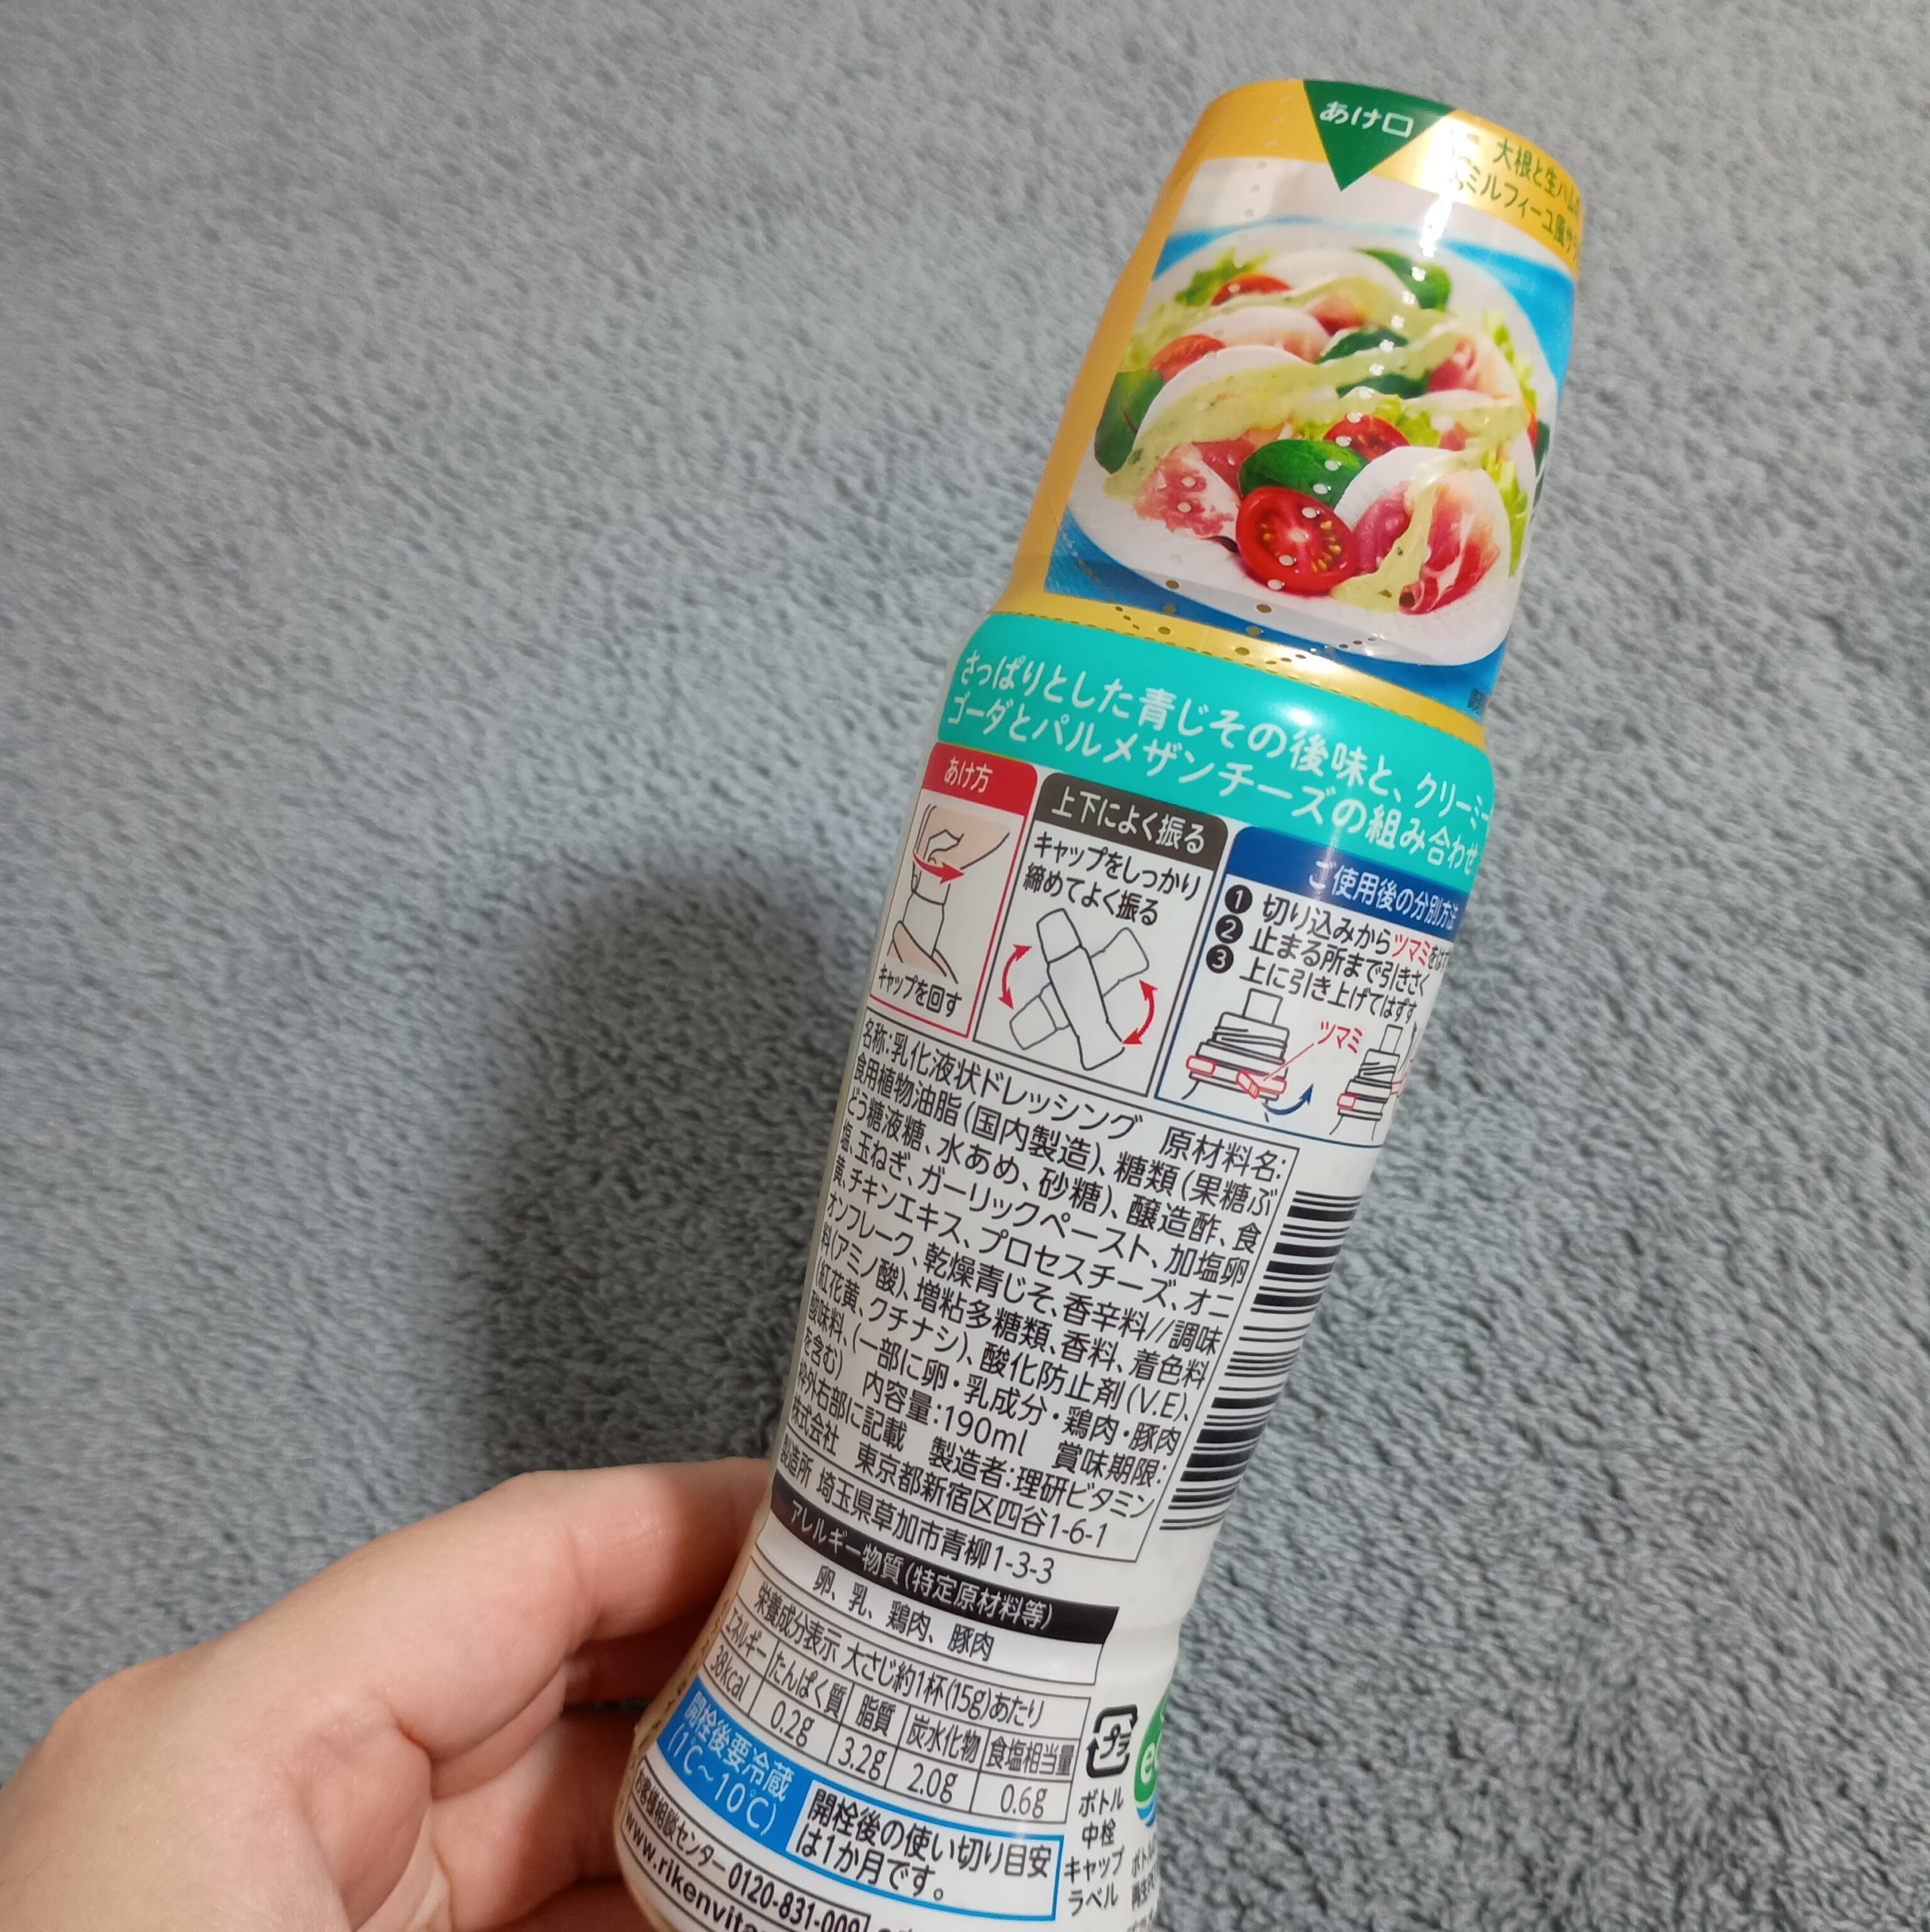 あけ口
大根と生ハムの
ミルフィーユ風サラ
さっぱりとした青じその後味と、クリーミー
ゴーダとパルメザンチーズの組み合わせ
あけ方
キャップを回す
上下によく振る
キャップをしっかり
締めてよく振る
ご使用後の分別方法
❶ 切り込みからツマミをはず
❷ 止まる所まで引きさく
❸ 上に引き上げてはずす
ツマミ
名称:乳化液状ドレッシング 原材料名:
食用植物油脂(国内製造)、糖類(果糖ぶ
どう糖液糖、水あめ、砂糖)、醸造酢、食
塩、玉ねぎ、ガーリックペースト、加塩卵
黄、チキンエキス、プロセスチーズ、オニ
オンフレーク、乾燥青じそ、香辛料//調味
料(アミノ酸)、増粘多糖類、香料、着色料
(紅花黄、クチナシ)、酸化防止剤(V.E)、
酸味料、(一部に卵・乳成分・鶏肉・豚肉
を含む) 内容量:190ml 賞味期限:
枠外右部に記載 製造者:理研ビタミン
株式会社 東京都新宿区四谷1-6-1
製造所 埼玉県草加市青柳1-3-3
アレルギー物質(特定原材料等)
卵、乳、鶏肉、豚肉
栄養成分表示 大さじ約1杯(15g)あたり
エネルギー たんぱく質 脂質 炭水化物 食塩相当量
38kcal 0.2g 3.2g 2.0g 0.6g
開栓後要冷蔵
(1℃~10℃)
開栓後の使い切り目安
は1か月です。
お客様相談センター 0120-831-009
www.rikenvita
プラ
ボトル
中栓
キャップ
ラベル